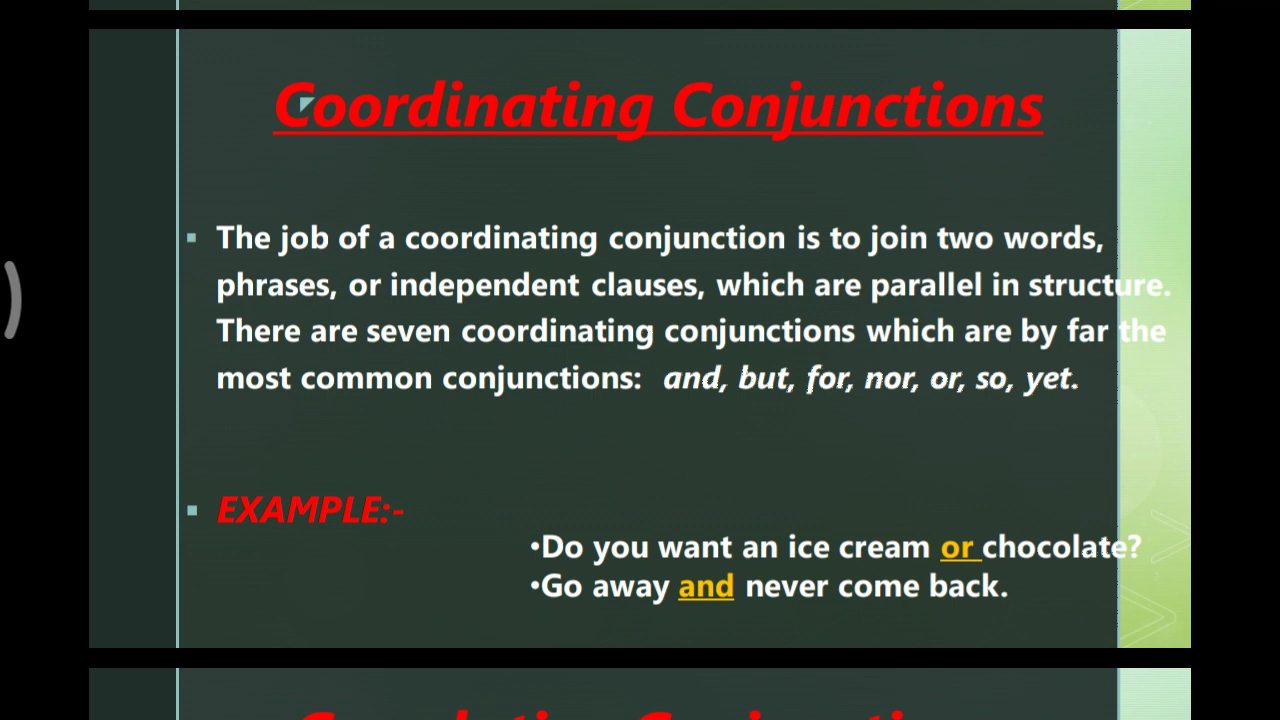 Coordinating Conjunctions
▪ The job of a coordinating conjunction is to join two words,
phrases, or independent clauses, which are parallel in structure.
There are seven coordinating conjunctions which are by far the
most common conjunctions: and, but, for, nor, or, so, yet.
▪ EXAMPLE:-
•Do you want an ice cream or chocolate?
•Go away and never come back.